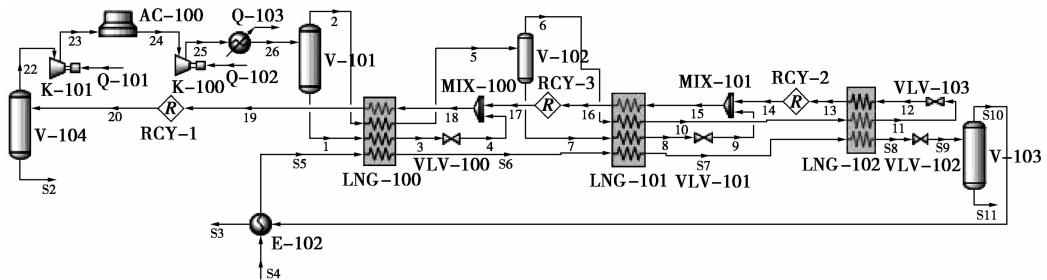 AC-100
Q-103
2
6
23
24
25
26
V-101
5
V-102
22
K-101
Q-101
K-100
Q-102
MIX-100
RCY-3
MIX-101
RCY-2
VLV-103
S10
V-104
20
R
RCY-1
19
18
17
R
16
15
14
R
13
12
11
1
3
4
VLV-100
S6
7
8
10
9
S7
S8
VLV-102
S9
V-103
S5
LNG-100
LNG-101
VLV-101
LNG-102
S2
S11
S3
E-102
S4